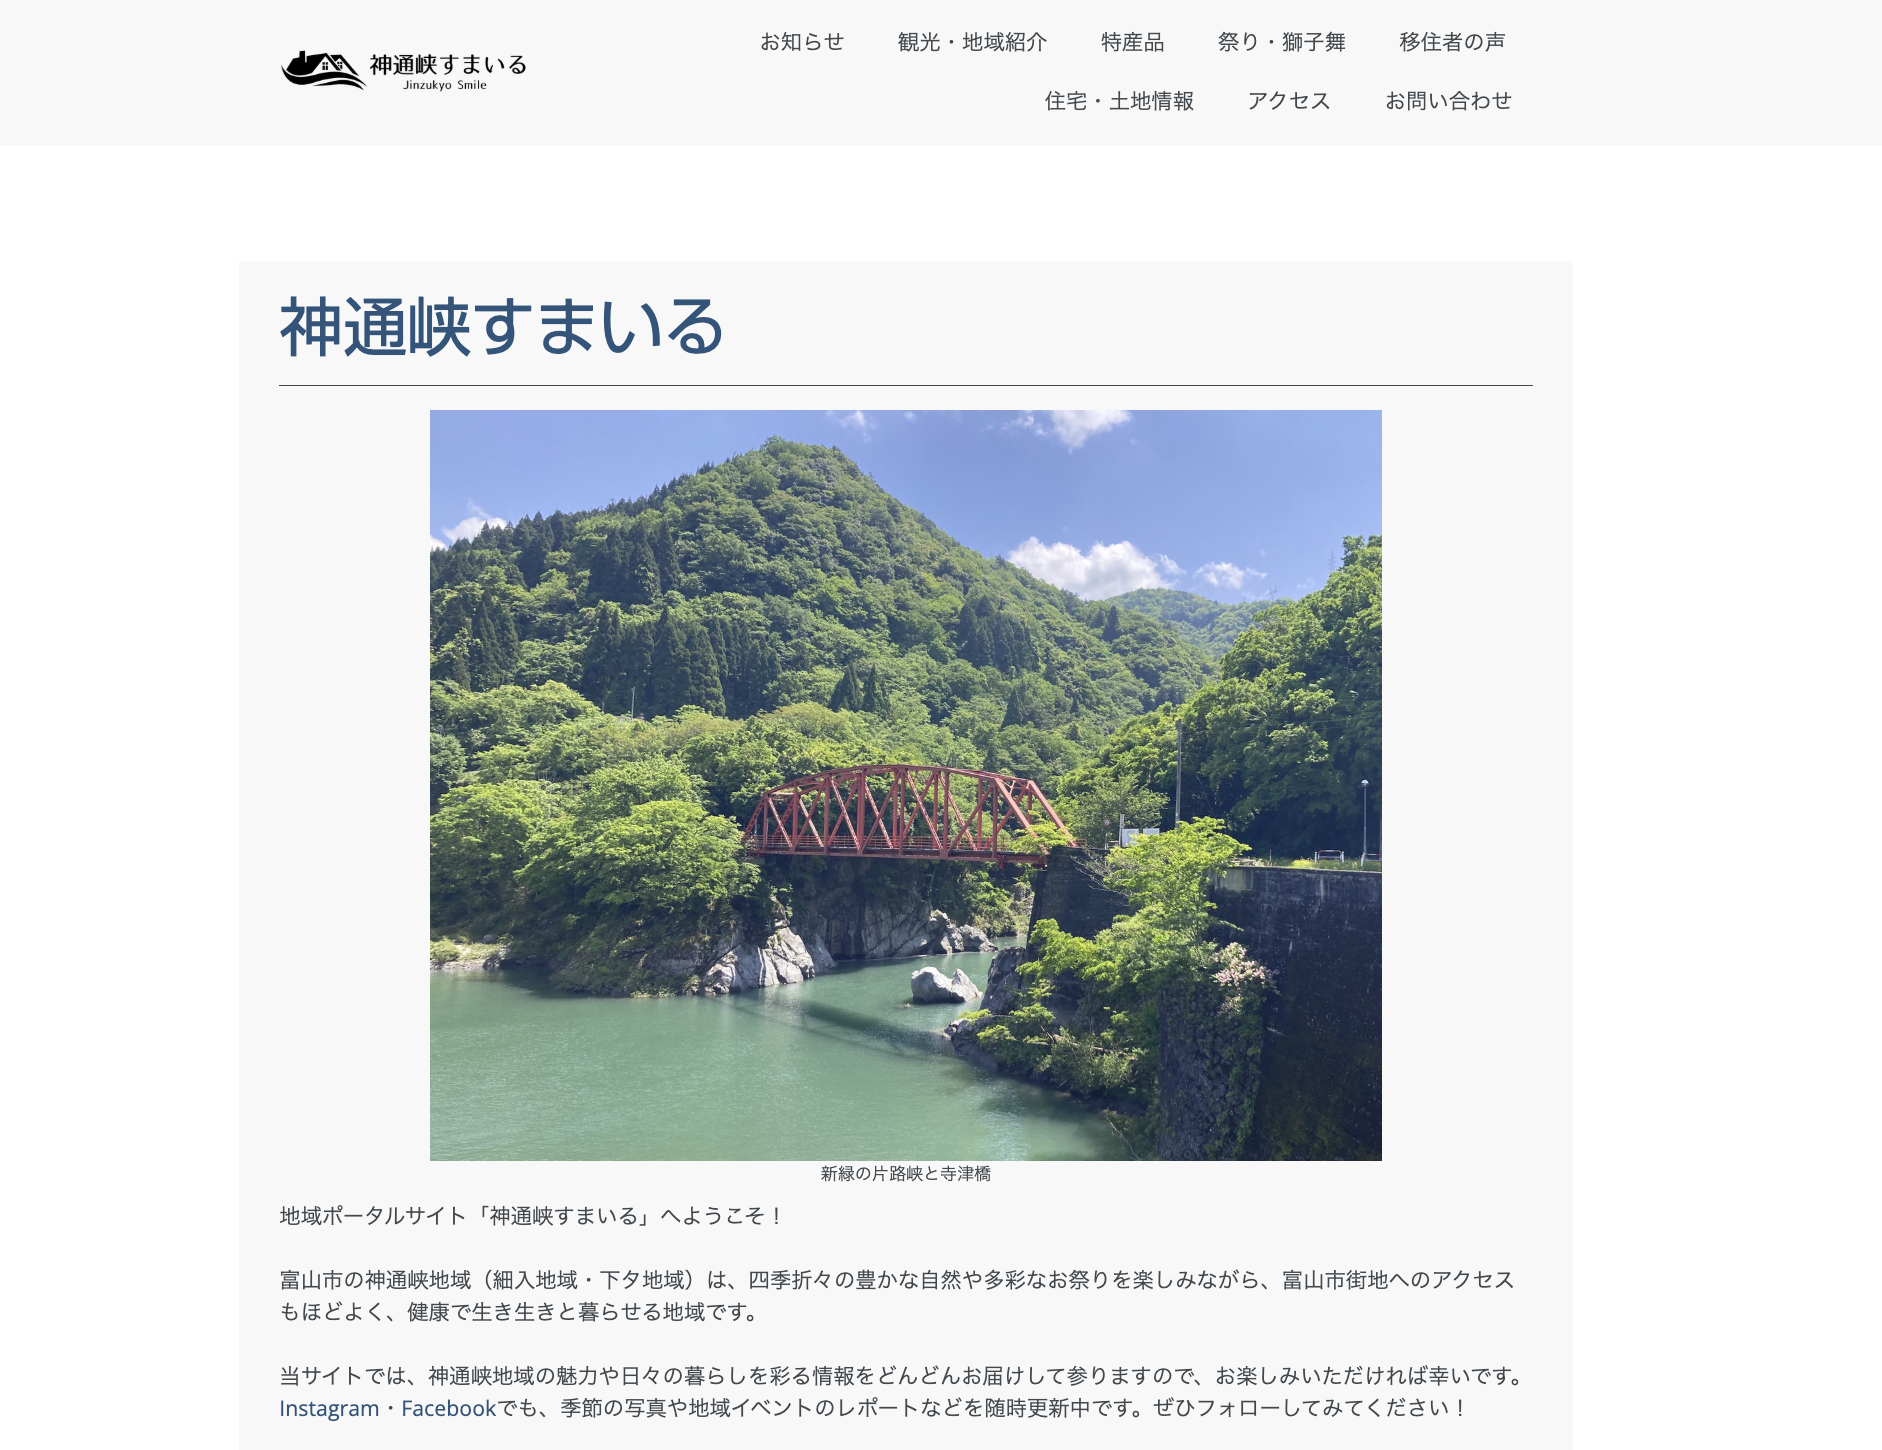 神通峡すまいる
Jinzukyo Smile
お知らせ 観光・地域紹介 特産品 祭り・獅子舞 移住者の声
住宅・土地情報 アクセス お問い合わせ
神通峡すまいる
新緑の片路峡と寺津橋
地域ポータルサイト「神通峡すまいる」へようこそ！
富山市の神通峡地域（細入地域・下タ地域）は、四季折々の豊かな自然や多彩なお祭りを楽しみながら、富山市街地へのアクセス
もほどよく、健康で生き生きと暮らせる地域です。
当サイトでは、神通峡地域の魅力や日々の暮らしを彩る情報をどんどんお届けして参りますので、お楽しみいただければ幸いです。
Instagram・Facebookでも、季節の写真や地域イベントのレポートなどを随時更新中です。ぜひフォローしてみてください！